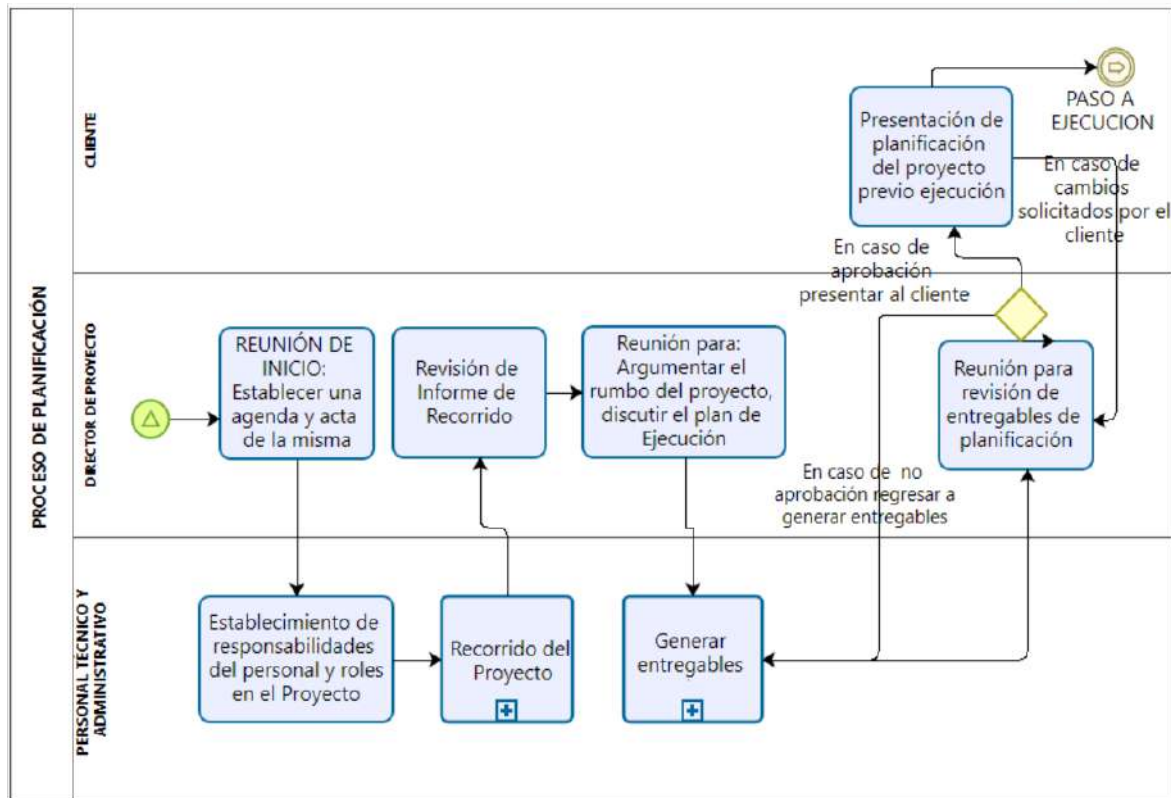 PROCESO DE PLANIFICACIÓN
CLIENTE
Presentación de
planificación
del proyecto
previo ejecución
PASO A
EJECUCION
En caso de
cambios
solicitados por el
cliente
En caso de
aprobación
presentar al cliente
DIRECTOR DE PROYECTO
REUNIÓN DE
INICIO:
Establecer una
agenda y acta
de la misma
Revisión de
Informe de
Recorrido
Reunión para:
Argumentar el
rumbo del proyecto,
discutir el plan de
Ejecución
Reunión para
revisión de
entregables de
planificación
En caso de no
aprobación regresar a
generar entregables
PERSONAL TÉCNICO Y
ADMINISTRATIVO
Establecimiento de
responsabilidades
del personal y roles
en el Proyecto
Recorrido del
Proyecto
Generar
entregables